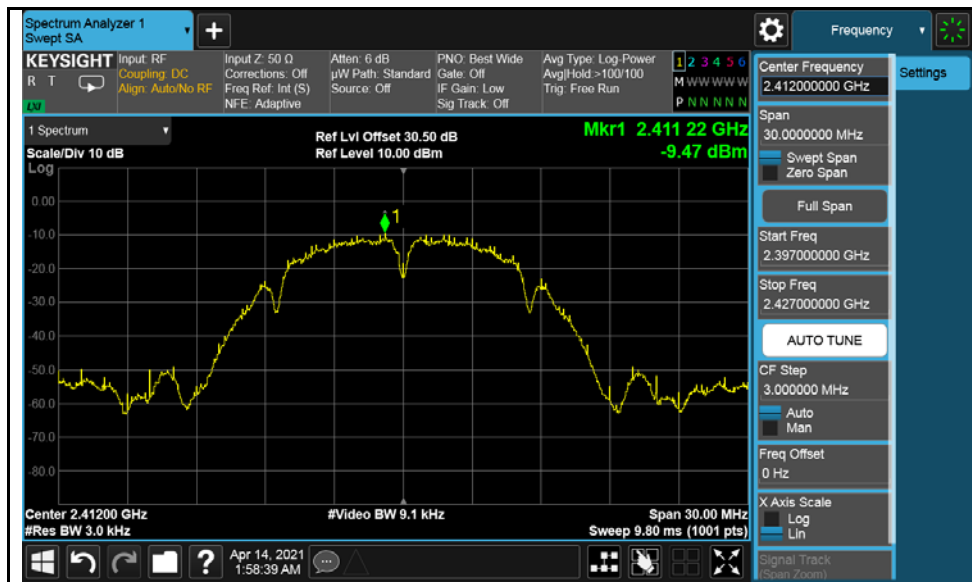 Spectrum Analyzer 1
Swept SA
+
Frequency
KEYSIGHT
R T
LXI
Input: RF
Coupling: DC
Align: Auto/No RF
Input Z: 50 Ω
Corrections: Off
Freq Ref: Int (S)
NFE: Adaptive
Atten: 6 dB
µW Path: Standard
Source: Off
PNO: Best Wide
Gate: Off
IF Gain: Low
Sig Track: Off
Avg Type: Log-Power
Avg|Hold:>100/100
Trig: Free Run
1 2 3 4 5 6
M W W W W W
P N N N N N
1 Spectrum
Scale/Div 10 dB
Log
Ref Lvl Offset 30.50 dB
Ref Level 10.00 dBm
Mkr1 2.411 22 GHz
-9.47 dBm
1
0.00
-10.0
-20.0
-30.0
-40.0
-50.0
-60.0
-70.0
-80.0
Center 2.41200 GHz
#Res BW 3.0 kHz
#Video BW 9.1 kHz
Span 30.00 MHz
Sweep 9.80 ms (1001 pts)
?
Apr 14, 2021
1:58:39 AM
Center Frequency
2.412000000 GHz
Span
30.0000000 MHz
Swept Span
Zero Span
Full Span
Start Freq
2.397000000 GHz
Stop Freq
2.427000000 GHz
AUTO TUNE
CF Step
3.000000 MHz
Auto
Man
Freq Offset
0 Hz
X Axis Scale
Log
Lin
Signal Track
(Span Zoom)
Settings